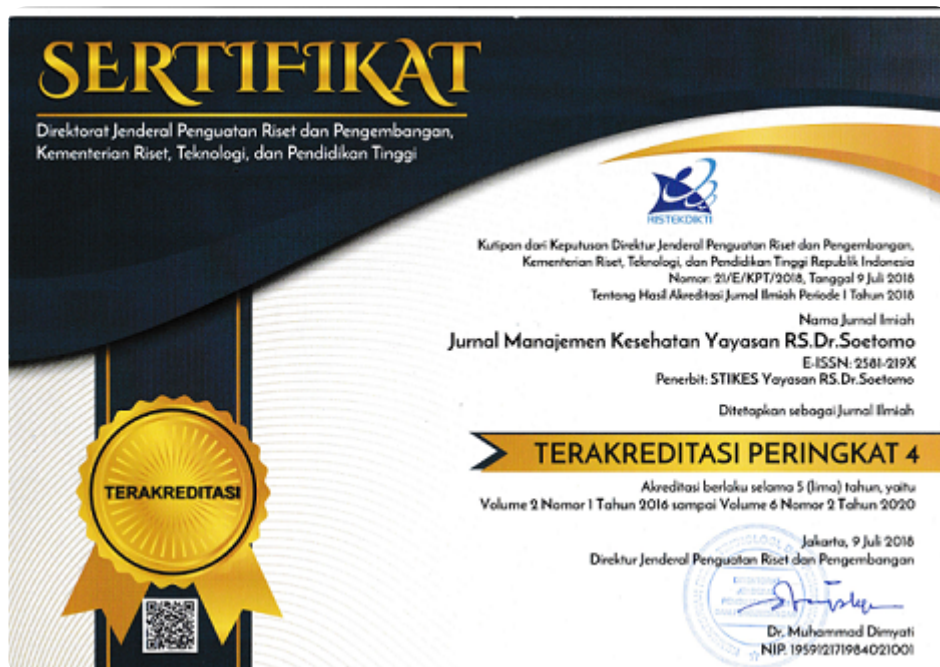 SERTIFIKAT
Direktorat Jenderal Penguatan Riset dan Pengembangan,
Kementerian Riset, Teknologi, dan Pendidikan Tinggi
RISTEKDIKTI
Kutipan dari Keputusan Direktur Jenderal Penguatan Riset dan Pengembangan,
Kementerian Riset, Teknologi, dan Pendidikan Tinggi Republik Indonesia
Nomor: 21/E/KPT/2018, Tanggal 9 Juli 2018
Tentang Hasil Akreditasi Jurnal Ilmiah Periode I Tahun 2018
Nama Jurnal Ilmiah
Jurnal Manajemen Kesehatan Yayasan RS.Dr.Soetomo
E-ISSN: 2581-219X
Penerbit: STIKES Yayasan RS.Dr.Soetomo
Ditetapkan sebagai Jurnal Ilmiah
TERAKREDITASI PERINGKAT 4
TERAKREDITASI
Akreditasi berlaku selama 5 (lima) tahun, yaitu
Volume 2 Nomor 1 Tahun 2016 sampai Volume 6 Nomor 2 Tahun 2020
Jakarta, 9 Juli 2018
Direktur Jenderal Penguatan Riset dan Pengembangan
Dr. Muhammad Dimyati
NIP. 195912171984021001